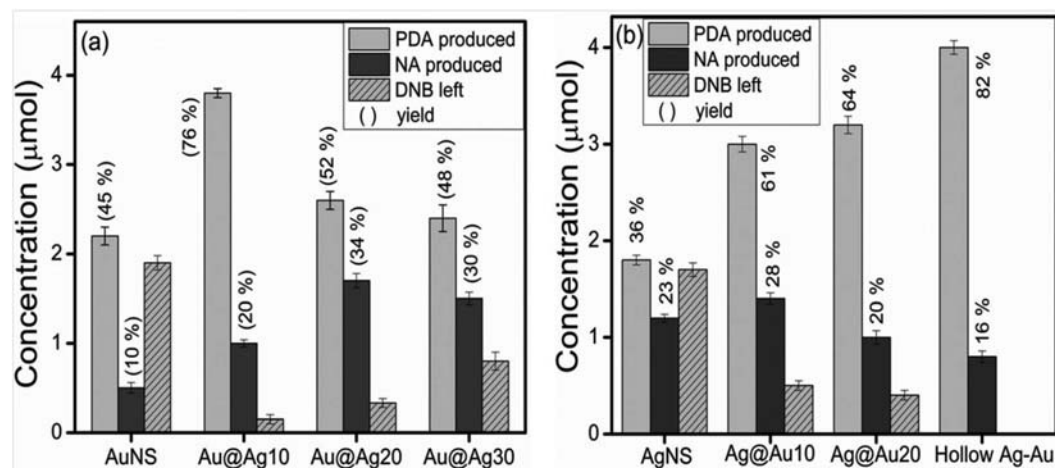 (a)
PDA produced
NA produced
DNB left
( ) yield
Concentration (μmol)
4
2
0
(45 %)
(10 %)
(76 %)
(20 %)
(52 %)
(34 %)
(48 %)
(30 %)
AuNS
Au@Ag10
Au@Ag20
Au@Ag30
(b)
PDA produced
NA produced
DNB left
( ) yield
Concentration (μmol)
4
3
2
1
0
36 %
23 %
61 %
28 %
64 %
20 %
82 %
16 %
AgNS
Ag@Au10
Ag@Au20
Hollow Ag-Au